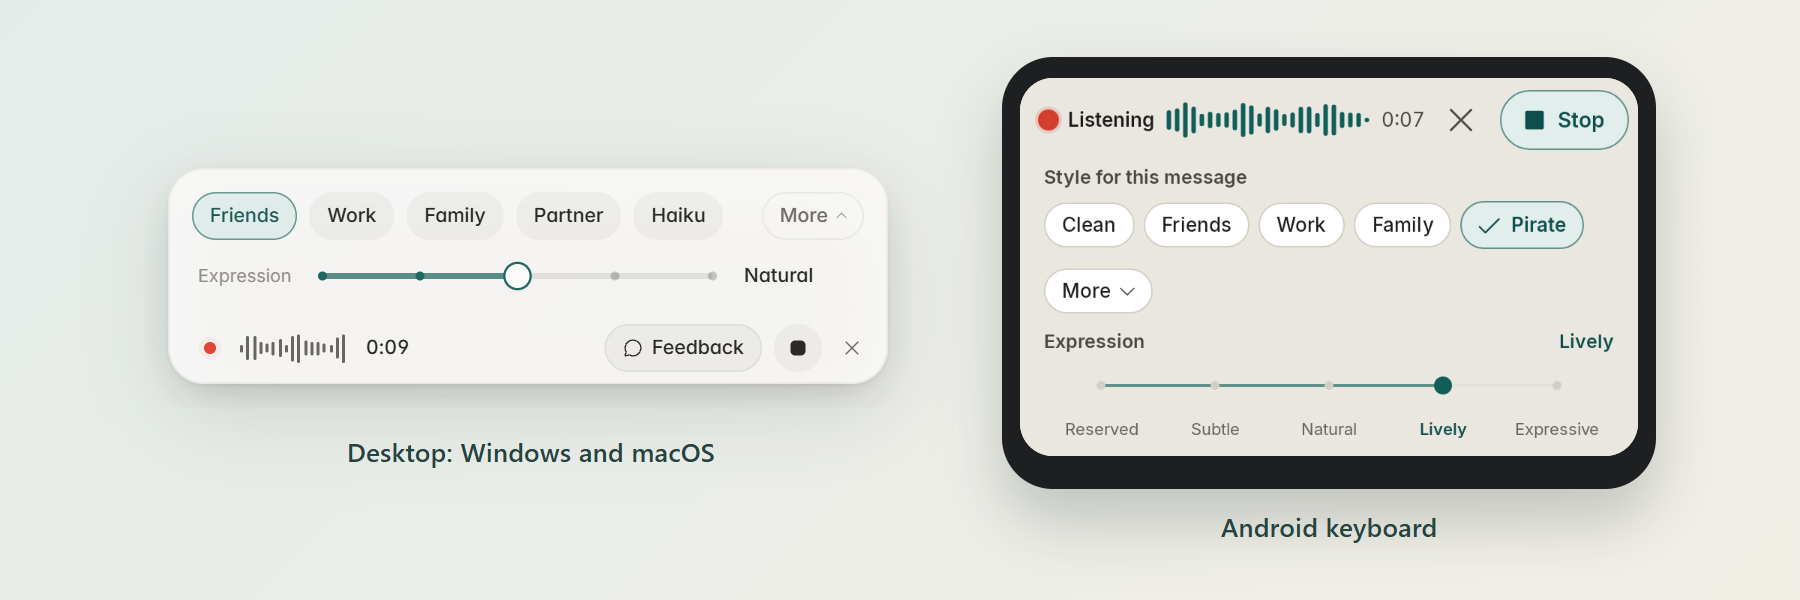 Friends Work Family Partner Haiku More
Expression Natural
0:09 Feedback
Desktop: Windows and macOS
Listening 0:07 Stop
Style for this message
Clean Friends Work Family Pirate
More
Expression Lively
Reserved Subtle Natural Lively Expressive
Android keyboard